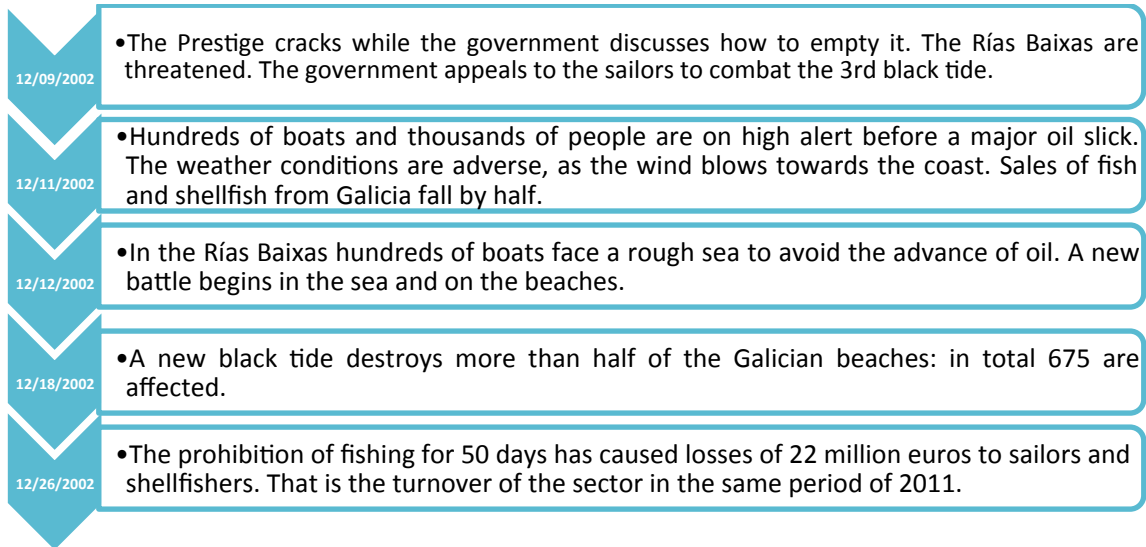 12/09/2002
•The Prestige cracks while the government discusses how to empty it. The Rías Baixas are
threatened. The government appeals to the sailors to combat the 3rd black tide.
12/11/2002
•Hundreds of boats and thousands of people are on high alert before a major oil slick.
The weather conditions are adverse, as the wind blows towards the coast. Sales of fish
and shellfish from Galicia fall by half.
12/12/2002
•In the Rías Baixas hundreds of boats face a rough sea to avoid the advance of oil. A new
battle begins in the sea and on the beaches.
12/18/2002
•A new black tide destroys more than half of the Galician beaches: in total 675 are
affected.
12/26/2002
•The prohibition of fishing for 50 days has caused losses of 22 million euros to sailors and
shellfishers. That is the turnover of the sector in the same period of 2011.